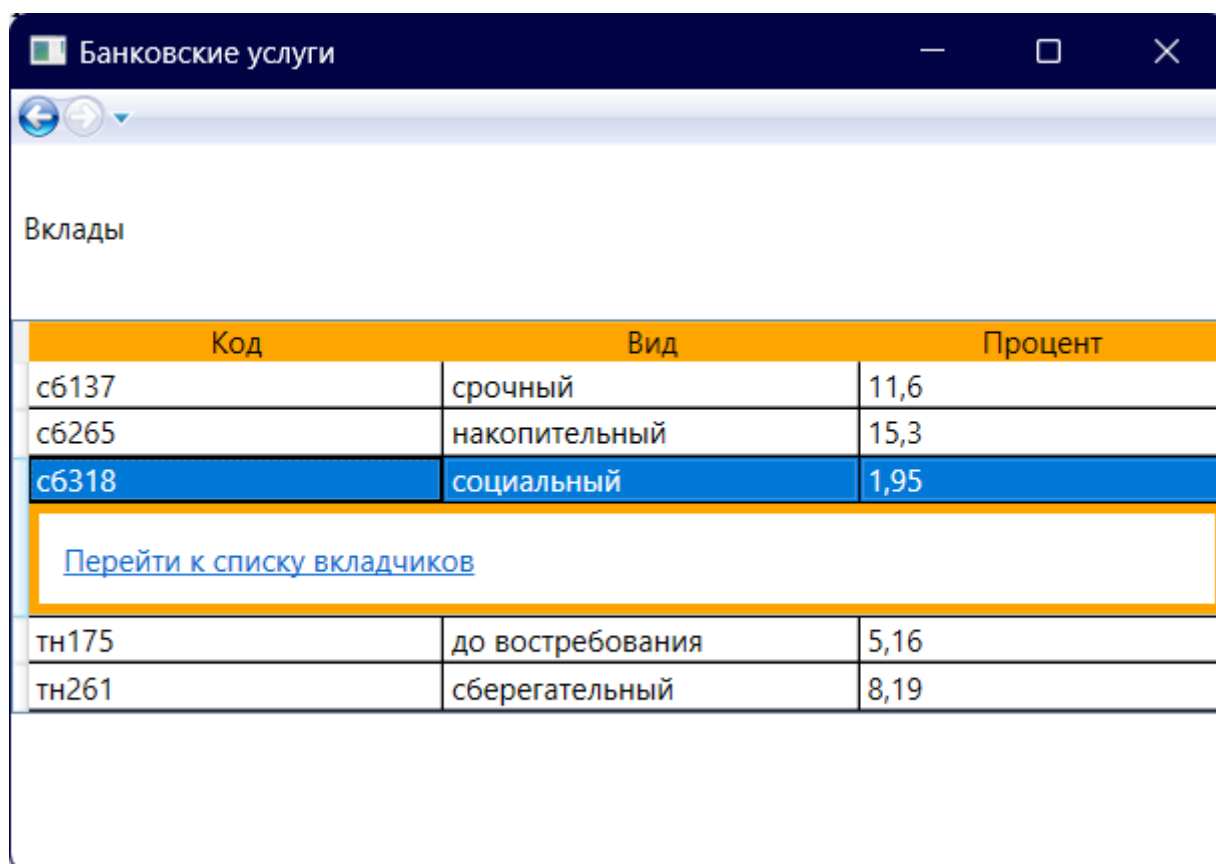 Банковские услуги
Вклады
Код Вид Процент
сб137 срочный 11,6
сб265 накопительный 15,3
сб318 социальный 1,95
Перейти к списку вкладчиков
тн175 до востребования 5,16
тн261 сберегательный 8,19